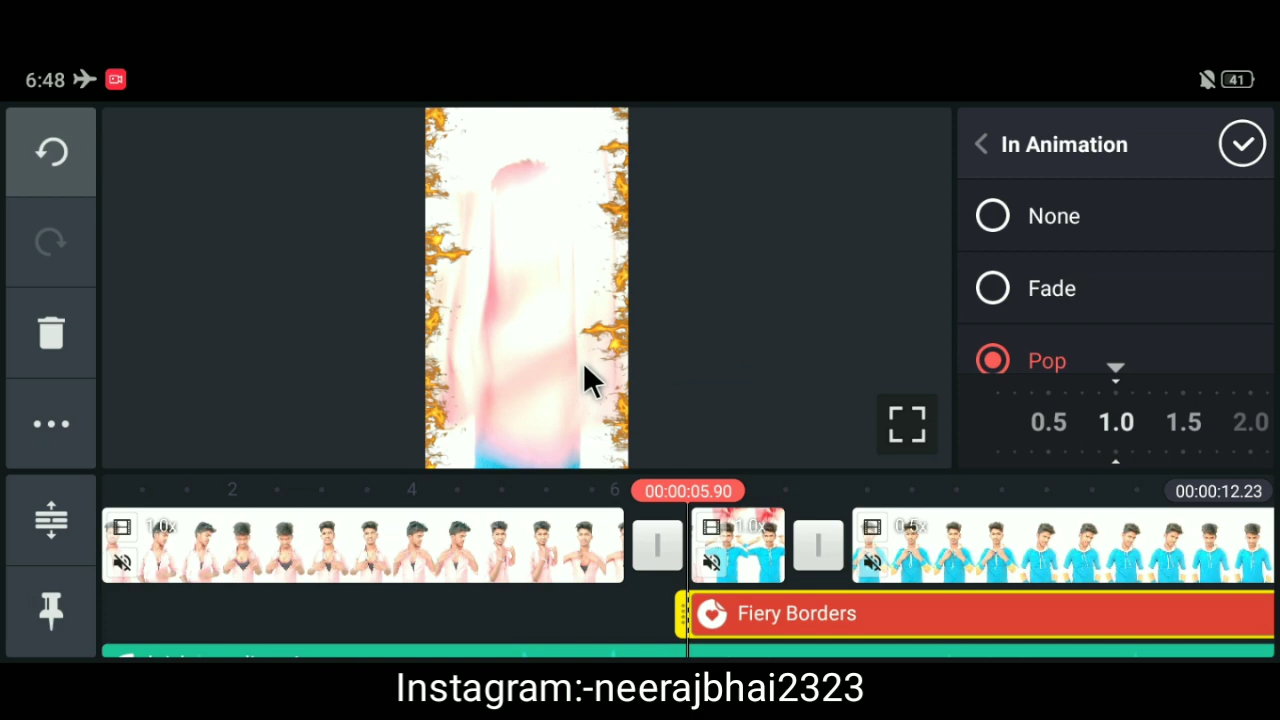 6:48
41
In Animation
None
Fade
Pop
0.5 1.0 1.5 2.0
2 4 6 00:00:05.90 00:00:12.23
1.0x 1.0x 0.5x
Fiery Borders
Instagram:-neerajbhai2323